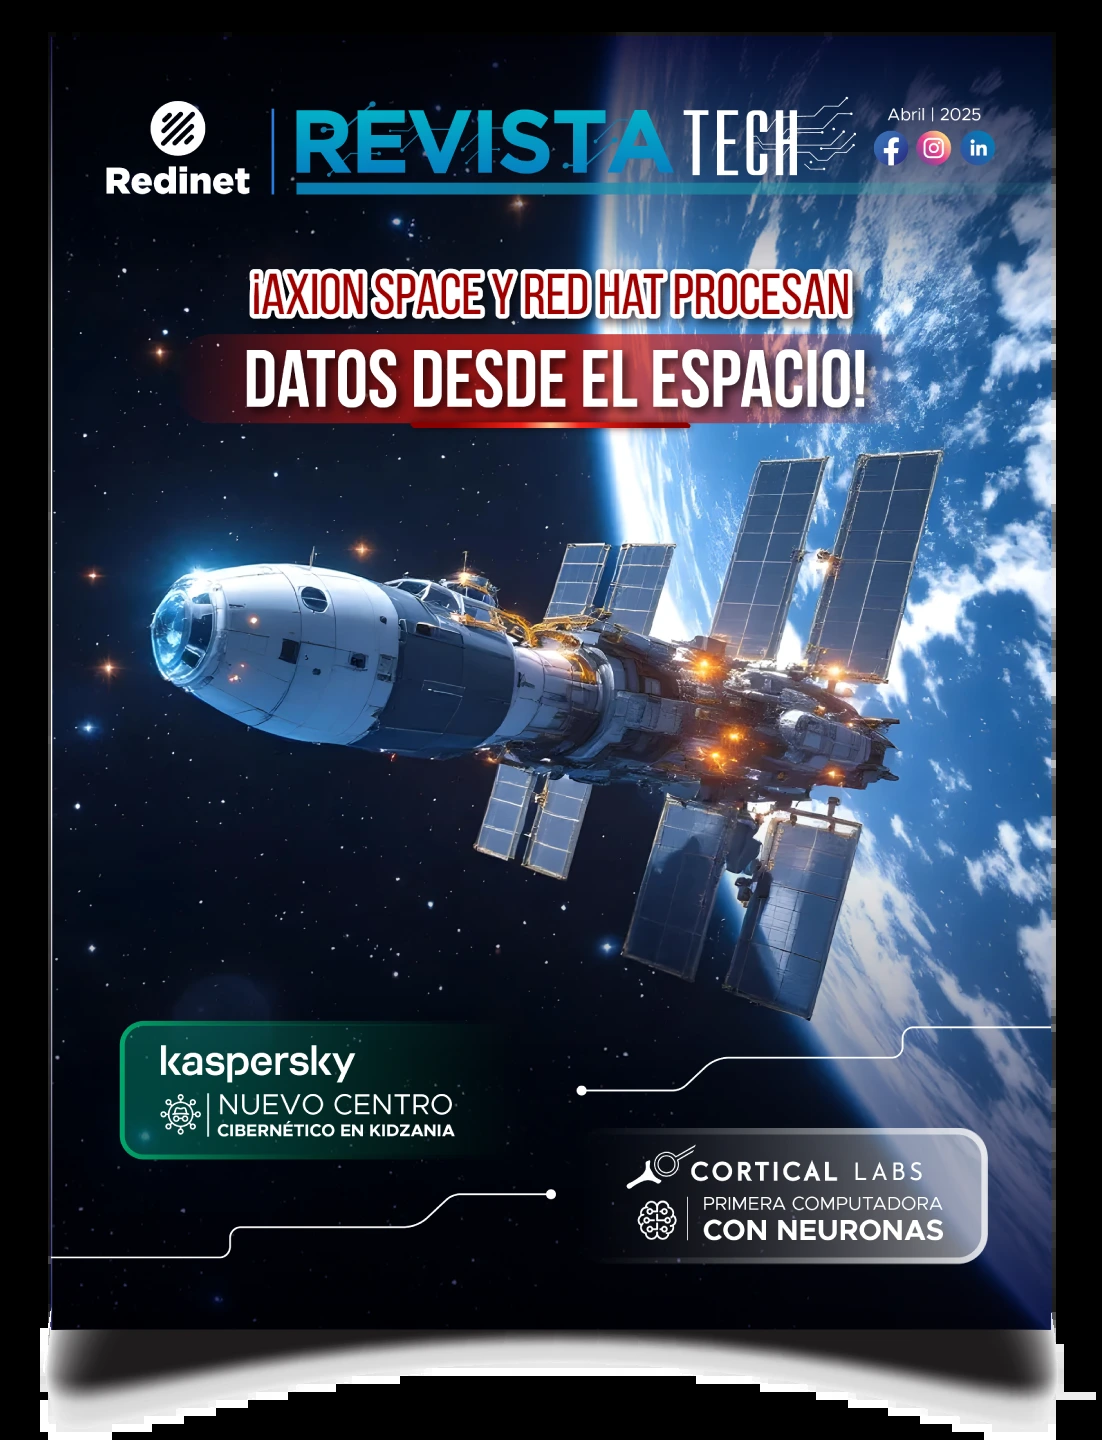 Redinet
REVISTA TECH
Abril | 2025
¡AXION SPACE Y RED HAT PROCESAN
DATOS DESDE EL ESPACIO!
kaspersky
NUEVO CENTRO
CIBERNÉTICO EN KIDZANIA
CORTICAL LABS
PRIMERA COMPUTADORA
CON NEURONAS